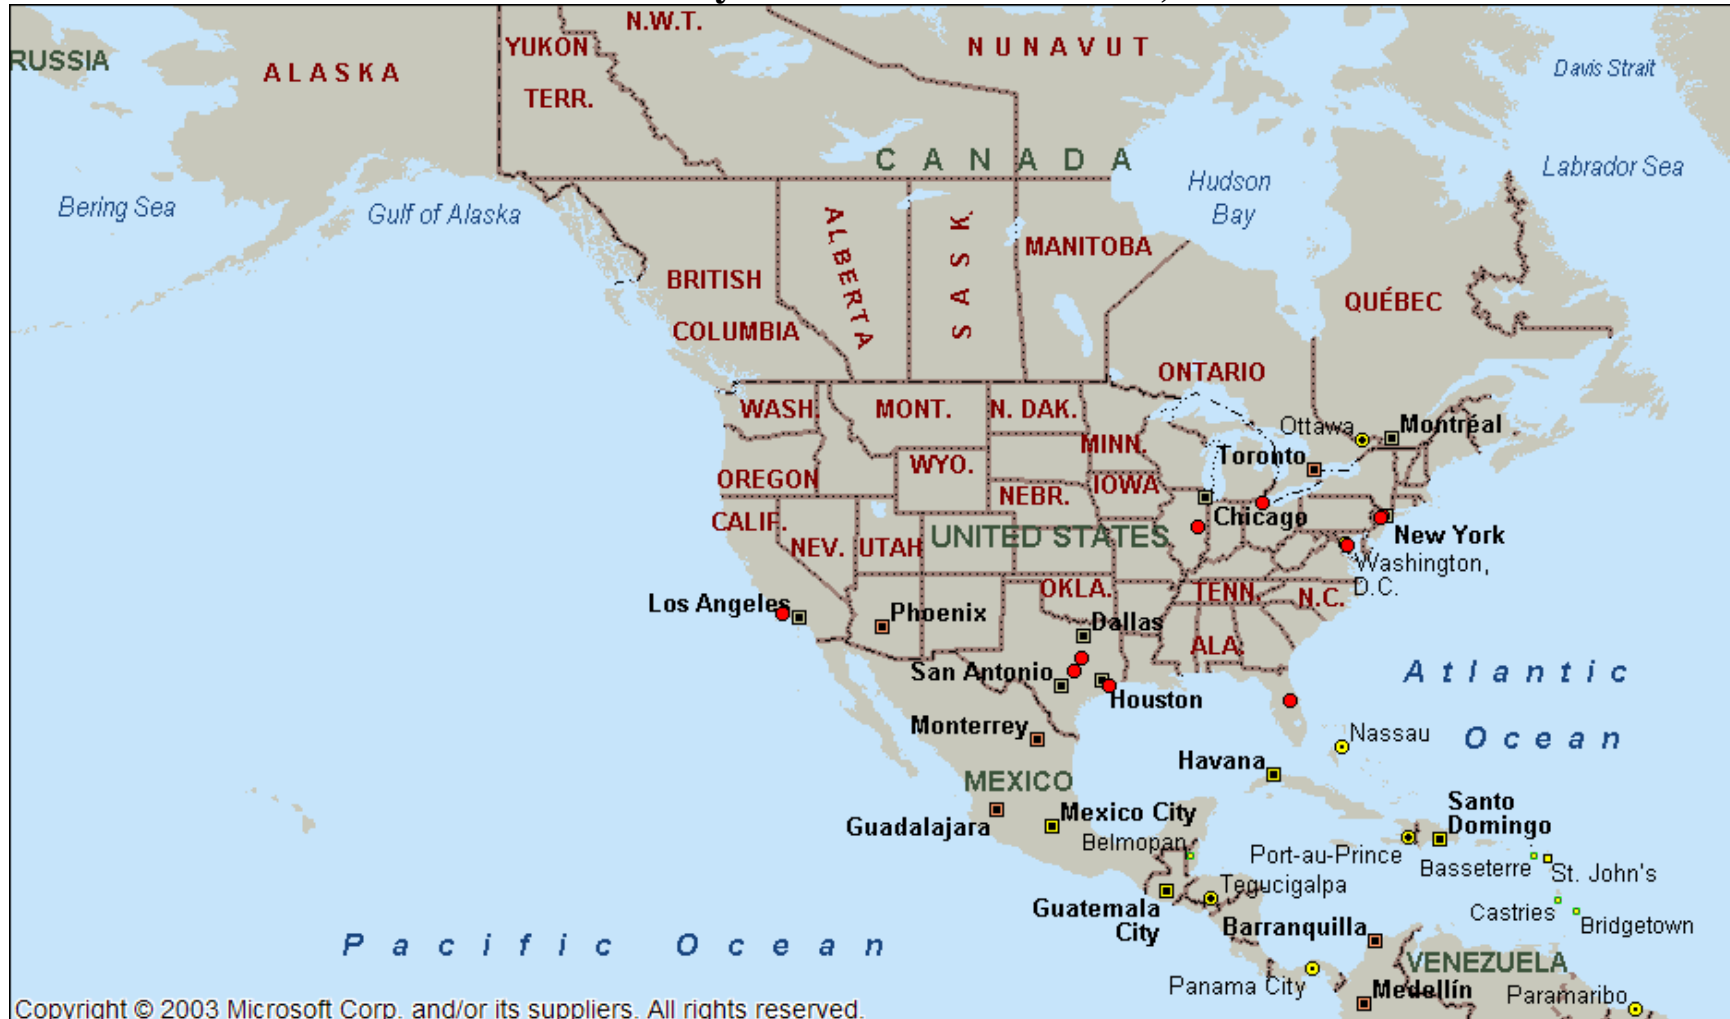 N.W.T.
YUKON
TERR.
NUNAVUT
RUSSIA
ALASKA
Davis Strait
CANADA
Labrador Sea
Hudson
Bay
Bering Sea
Gulf of Alaska
ALBERTA
SASK.
MANITOBA
BRITISH
COLUMBIA
QUÉBEC
ONTARIO
WASH.
MONT.
N. DAK.
MINN.
Ottawa
Montréal
Toronto
OREGON
WYO.
NEBR.
IOWA
CALIF.
NEV.
UTAH
UNITED STATES
Chicago
New York
Washington,
D.C.
Los Angeles
Phoenix
OKLA.
TENN.
N.C.
Dallas
ALA.
San Antonio
Houston
Atlantic
Ocean
Monterrey
Nassau
Havana
MEXICO
Guadalajara
Mexico City
Belmopan
Santo
Domingo
Port-au-Prince
Basseterre
St. John's
Tegucigalpa
Guatemala
City
Castries
Bridgetown
Barranquilla
Pacific Ocean
VENEZUELA
Panama City
Medellín
Paramaribo
Copyright © 2003 Microsoft Corp. and/or its suppliers. All rights reserved.